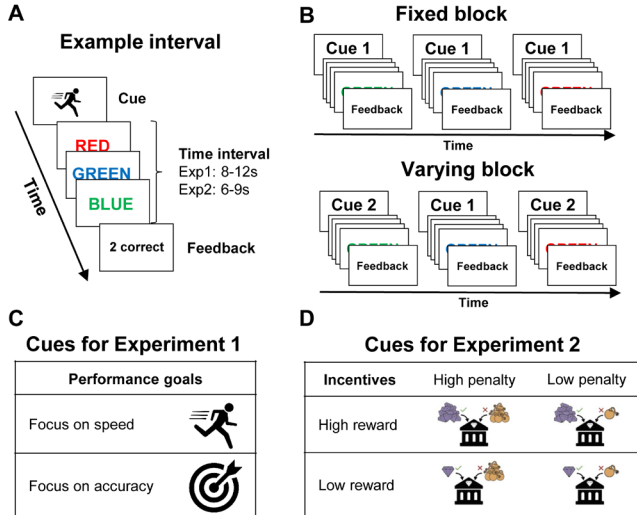 A
Example interval
Cue
RED
GREEN
BLUE
2 correct
Time
Time interval
Exp1: 8-12s
Exp2: 6-9s
Feedback
B
Fixed block
Cue 1
Cue 1
Cue 1
Feedback
Feedback
Feedback
Time
Varying block
Cue 2
Cue 1
Cue 2
Feedback
Feedback
Feedback
Time
C
Cues for Experiment 1
Performance goals
Focus on speed
Focus on accuracy
D
Cues for Experiment 2
Incentives High penalty Low penalty
High reward
Low reward